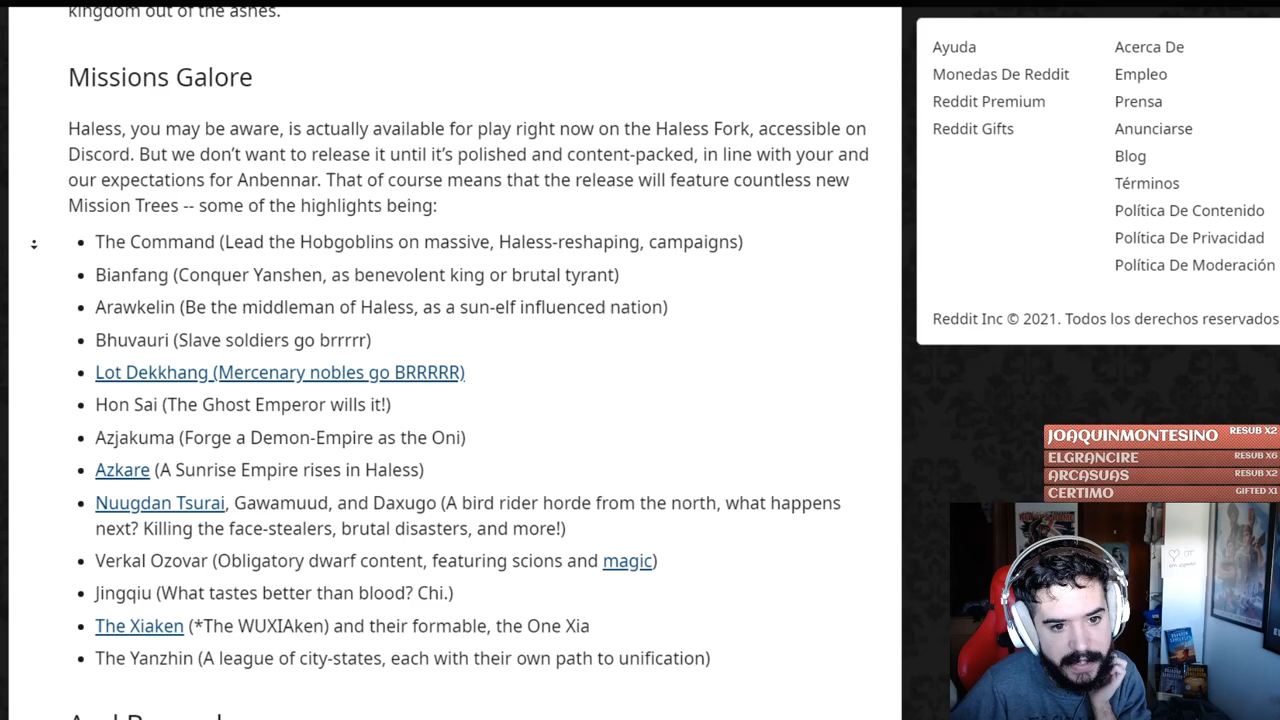 kingdom out of the ashes.
Missions Galore
Haless, you may be aware, is actually available for play right now on the Haless Fork, accessible on
Discord. But we don’t want to release it until it’s polished and content-packed, in line with your and
our expectations for Anbennar. That of course means that the release will feature countless new
Mission Trees -- some of the highlights being:
The Command (Lead the Hobgoblins on massive, Haless-reshaping, campaigns)
Bianfang (Conquer Yanshen, as benevolent king or brutal tyrant)
Arawkelin (Be the middleman of Haless, as a sun-elf influenced nation)
Bhuvauri (Slave soldiers go brrrrr)
Lot Dekkhang (Mercenary nobles go BRRRRR)
Hon Sai (The Ghost Emperor wills it!)
Azjakuma (Forge a Demon-Empire as the Oni)
Azkare (A Sunrise Empire rises in Haless)
Nuugdan Tsurai, Gawamuud, and Daxugo (A bird rider horde from the north, what happens
next? Killing the face-stealers, brutal disasters, and more!)
Verkal Ozovar (Obligatory dwarf content, featuring scions and magic)
Jingqiu (What tastes better than blood? Chi.)
The Xiaken (*The WUXIAken) and their formable, the One Xia
The Yanzhin (A league of city-states, each with their own path to unification)
Ayuda
Monedas De Reddit
Reddit Premium
Reddit Gifts
Acerca De
Empleo
Prensa
Anunciarse
Blog
Términos
Política De Contenido
Política De Privacidad
Política De Moderación
Reddit Inc © 2021. Todos los derechos reservados
JOAQUINMONTESINO RESUB X2
ELGRANCIRE RESUB X6
ARCASUAS RESUB X2
CERTIMO GIFTED X1